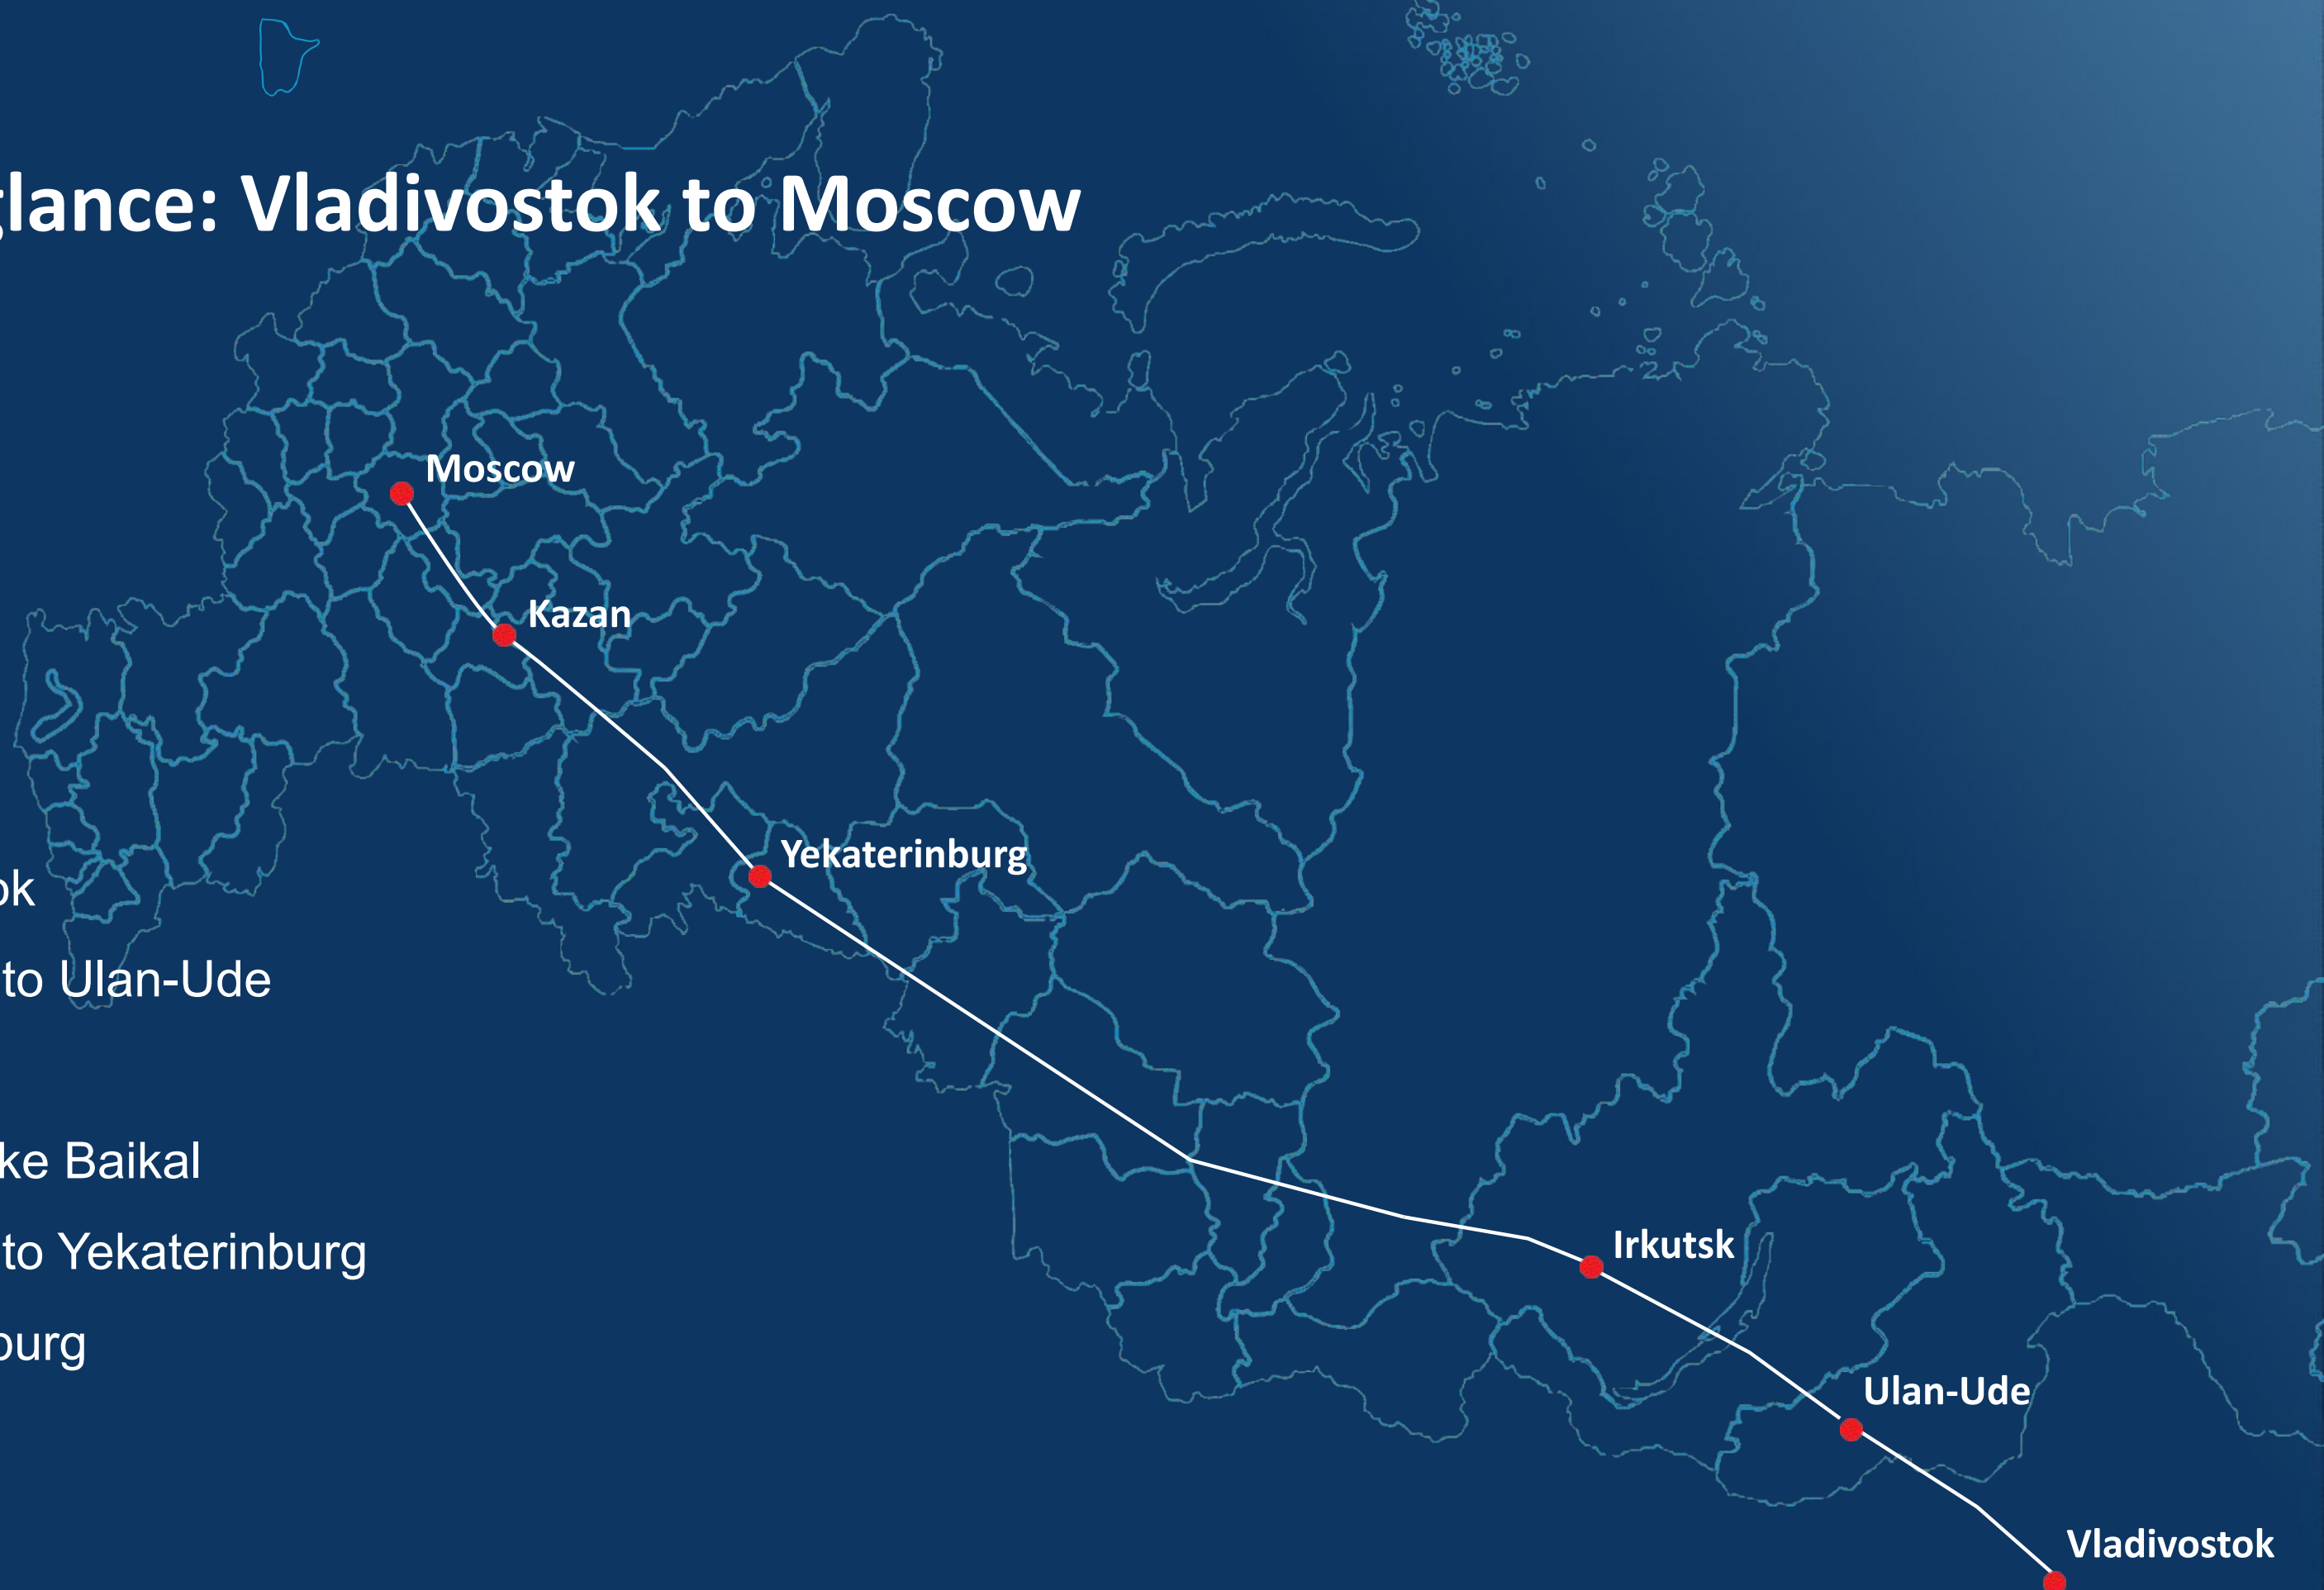 glance: Vladivostok to Moscow
Moscow
Kazan
Yekaterinburg
ok
to Ulan-Ude
ke Baikal
to Yekaterinburg
Irkutsk
burg
Ulan-Ude
Vladivostok